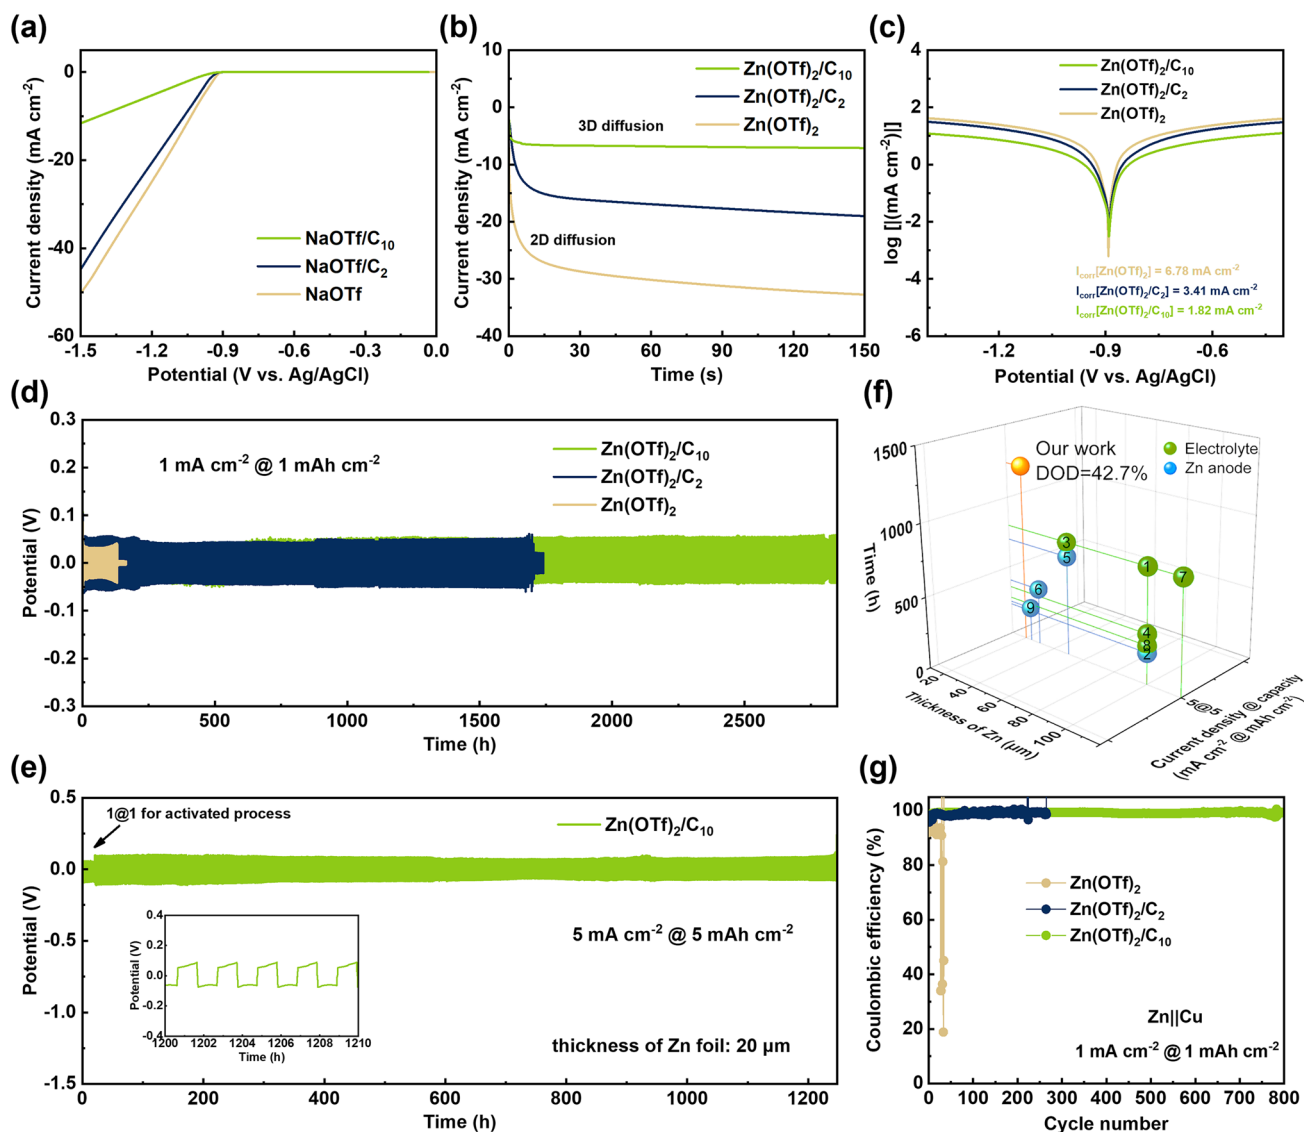 (a)
0
-20
-40
-60
-1.5
-1.2
-0.9
-0.6
-0.3
0.0
Current density (mA cm⁻²)
Potential (V vs. Ag/AgCl)
NaOTf/C₁₀
NaOTf/C₂
NaOTf
(b)
10
0
-10
-20
-30
-40
0
30
60
90
120
150
Current density (mA cm⁻²)
Time (s)
Zn(OTf)₂/C₁₀
Zn(OTf)₂/C₂
Zn(OTf)₂
3D diffusion
2D diffusion
(c)
4
2
0
-2
-4
-6
-1.2
-0.9
-0.6
log [|(mA cm⁻²)|]
Potential (V vs. Ag/AgCl)
Zn(OTf)₂/C₁₀
Zn(OTf)₂/C₂
Zn(OTf)₂
I_corr[Zn(OTf)₂] = 6.78 mA cm⁻²
I_corr[Zn(OTf)₂/C₂] = 3.41 mA cm⁻²
I_corr[Zn(OTf)₂/C₁₀] = 1.82 mA cm⁻²
(d)
0.3
0.2
0.1
0.0
-0.1
-0.2
-0.3
0
500
1000
1500
2000
2500
Potential (V)
Time (h)
1 mA cm⁻² @ 1 mAh cm⁻²
Zn(OTf)₂/C₁₀
Zn(OTf)₂/C₂
Zn(OTf)₂
(f)
1500
1000
500
0
Time (h)
20
40
60
80
100
Thickness of Zn (μm)
5@5
Current density @ capacity
(mA cm⁻² @ mAh cm⁻²)
Our work
DOD=42.7%
Electrolyte
Zn anode
3
5
1
7
6
9
4
8
2
(e)
0.5
0.0
-0.5
-1.0
-1.5
0
200
400
600
800
1000
1200
Potential (V)
Time (h)
1@1 for activated process
Zn(OTf)₂/C₁₀
5 mA cm⁻² @ 5 mAh cm⁻²
thickness of Zn foil: 20 μm
0.4
0.2
0.0
-0.2
-0.4
1200
1202
1204
1206
1208
1210
Potential (V)
Time (h)
(g)
100
80
60
40
20
0
100
200
300
400
500
600
700
800
Coulombic efficiency (%)
Cycle number
Zn(OTf)₂
Zn(OTf)₂/C₂
Zn(OTf)₂/C₁₀
Zn||Cu
1 mA cm⁻² @ 1 mAh cm⁻²